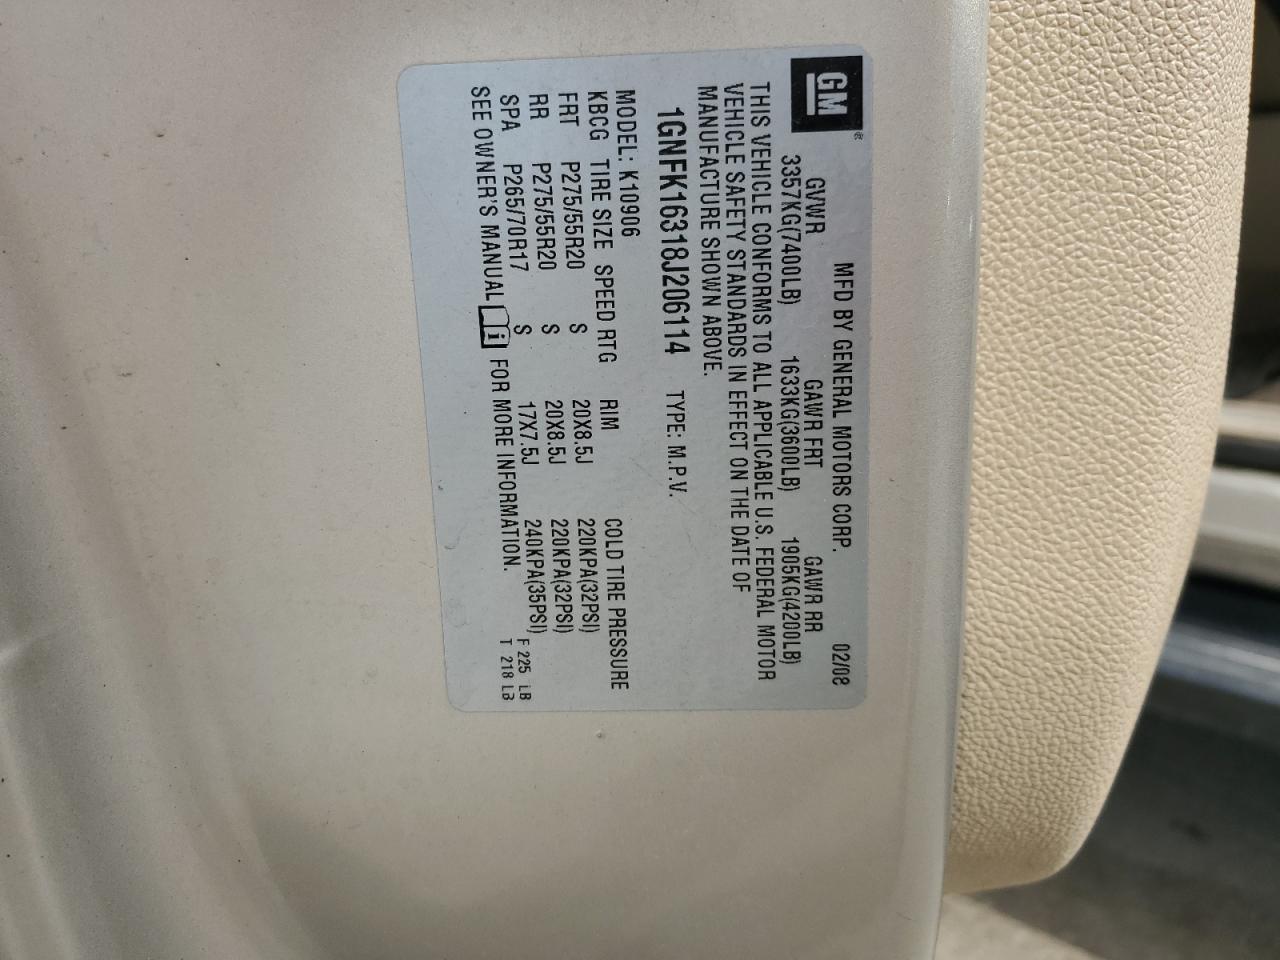 GM
MFD BY GENERAL MOTORS CORP. 02/08
GVWR GAWR FRT GAWR RR
3357KG(7400LB) 1633KG(3600LB) 1905KG(4200LB)
THIS VEHICLE CONFORMS TO ALL APPLICABLE U.S. FEDERAL MOTOR
VEHICLE SAFETY STANDARDS IN EFFECT ON THE DATE OF
MANUFACTURE SHOWN ABOVE.
1GNFK16318J206114 TYPE: M.P.V.
MODEL: K10906
KBCG TIRE SIZE SPEED RTG RIM COLD TIRE PRESSURE
FRT P275/55R20 S 20X8.5J 220KPA(32PSI)
RR P275/55R20 S 20X8.5J 220KPA(32PSI)
SPA P265/70R17 S 17X7.5J 240KPA(35PSI) F 225 LB
SEE OWNER'S MANUAL i FOR MORE INFORMATION. T 218 LB